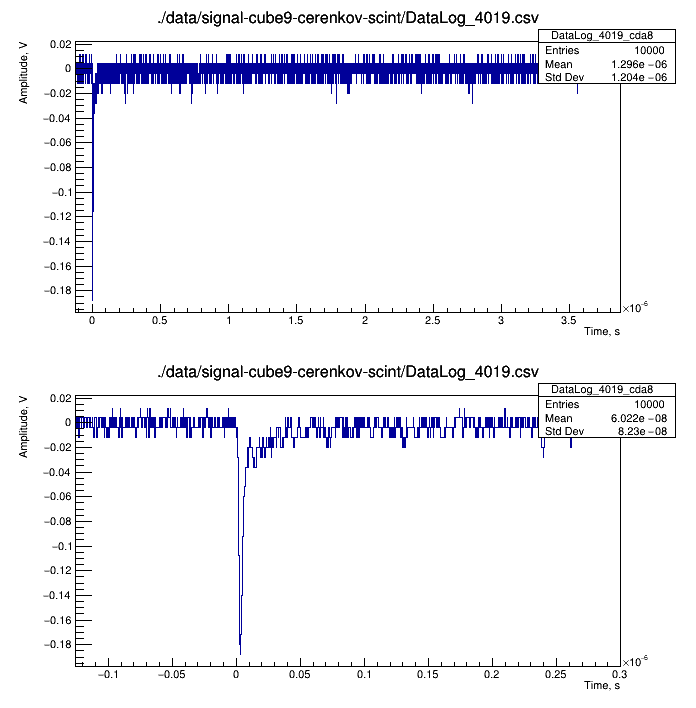 ./data/signal-cube9-cerenkov-scint/DataLog_4019.csv
DataLog_4019_cda8
Entries 10000
Mean 1.296e −06
Std Dev 1.204e −06
Amplitude, V
0.02
0
−0.02
−0.04
−0.06
−0.08
−0.1
−0.12
−0.14
−0.16
−0.18
0 0.5 1 1.5 2 2.5 3 3.5
×10-6
Time, s
./data/signal-cube9-cerenkov-scint/DataLog_4019.csv
DataLog_4019_cda8
Entries 10000
Mean 6.022e −08
Std Dev 8.23e −08
Amplitude, V
0.02
0
−0.02
−0.04
−0.06
−0.08
−0.1
−0.12
−0.14
−0.16
−0.18
−0.1 −0.05 0 0.05 0.1 0.15 0.2 0.25 0.3
×10-6
Time, s